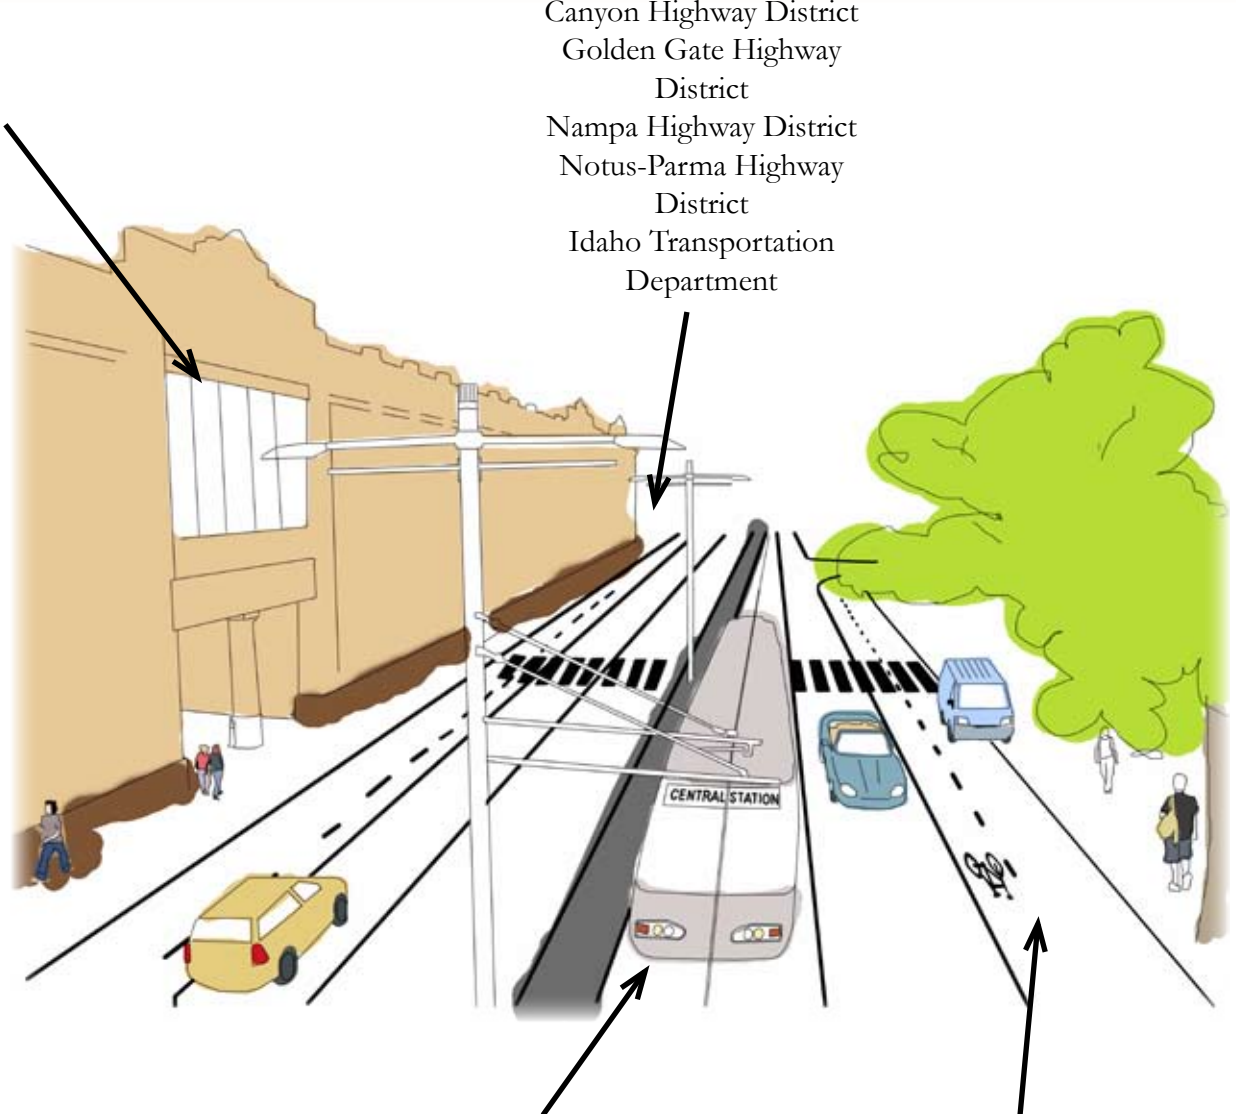 Canyon Highway District
Golden Gate Highway
District
Nampa Highway District
Notus-Parma Highway
District
Idaho Transportation
Department
CENTRAL STATION